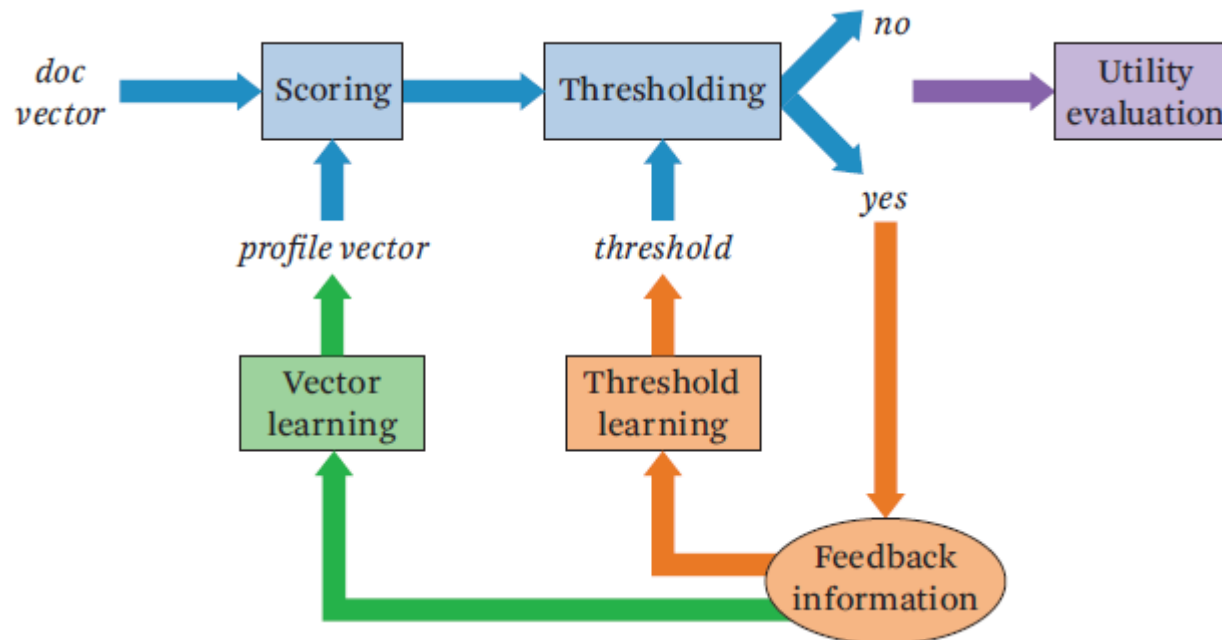 no
doc
vector
Scoring
Thresholding
Utility
evaluation
yes
profile vector
threshold
Vector
learning
Threshold
learning
Feedback
information